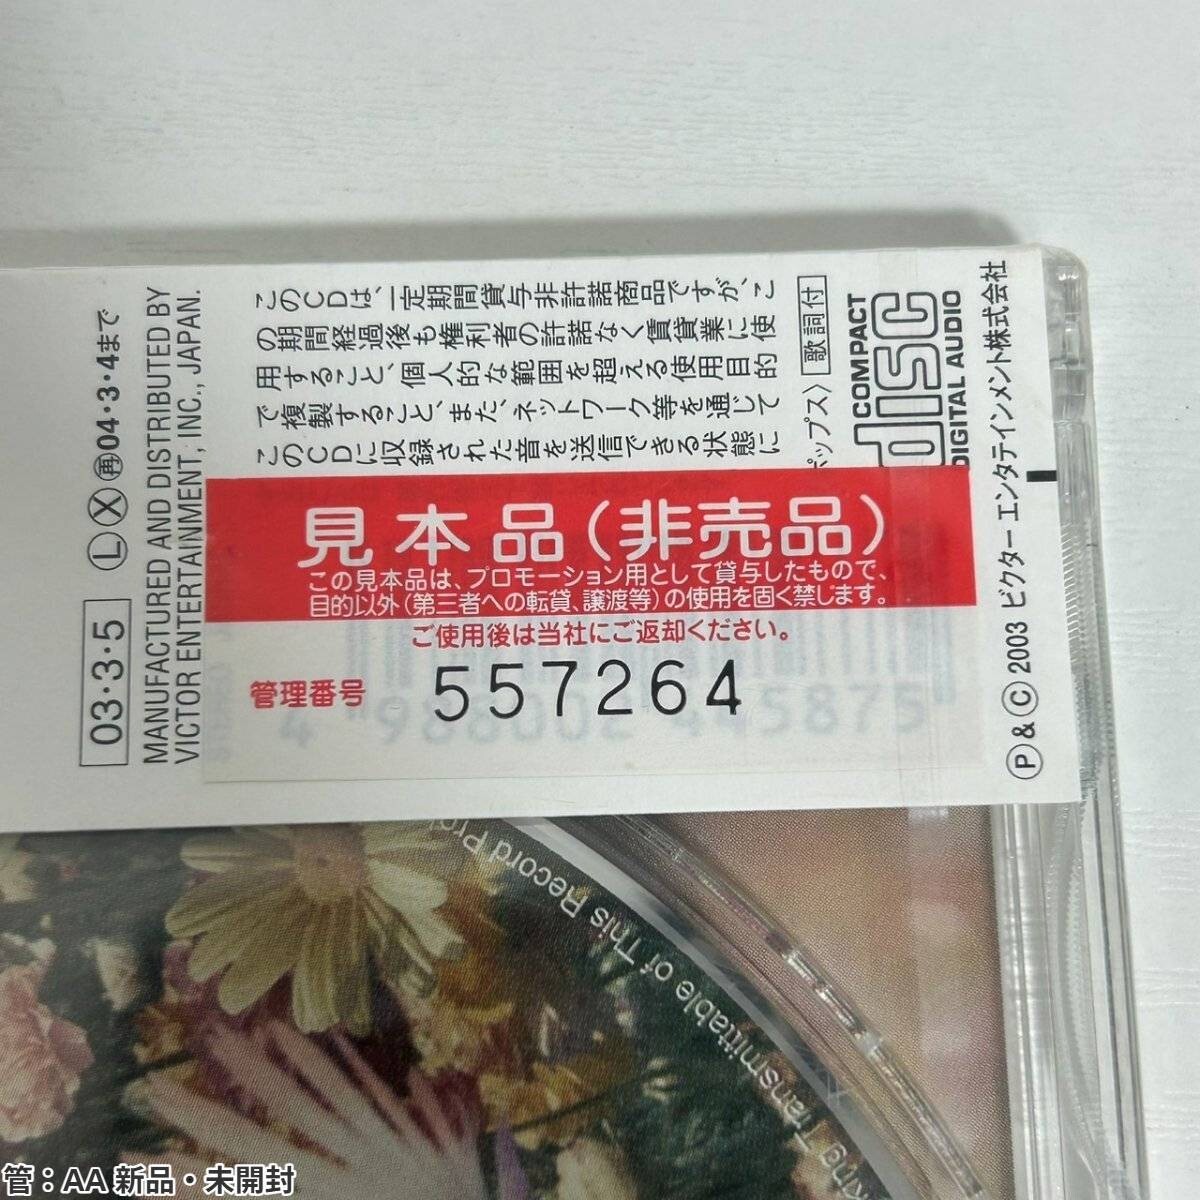 03・3・5 Ⓛ Ⓧ ㊢04・3・4まで
MANUFACTURED AND DISTRIBUTED BY
VICTOR ENTERTAINMENT, INC., JAPAN.
このCDは、一定期間貸与非許諾商品ですが、こ
の期間経過後も権利者の許諾なく賃貸業に使
用すること、個人的な範囲を超える使用目的
で複製すること、また、ネットワーク等を通じて
このCDに収録された音を送信できる状態に
ポップス〉 歌詞付
COMPACT
disc
DIGITAL AUDIO
Ⓟ&Ⓒ2003 ビクターエンタテインメント株式会社
見本品(非売品)
この見本品は、プロモーション用として貸与したもので、
目的以外(第三者への転貸、譲渡等)の使用を固く禁じます。
ご使用後は当社にご返却ください。
管理番号 557264
4 988002 445875
Transmittable of This Record
管:AA 新品・未開封